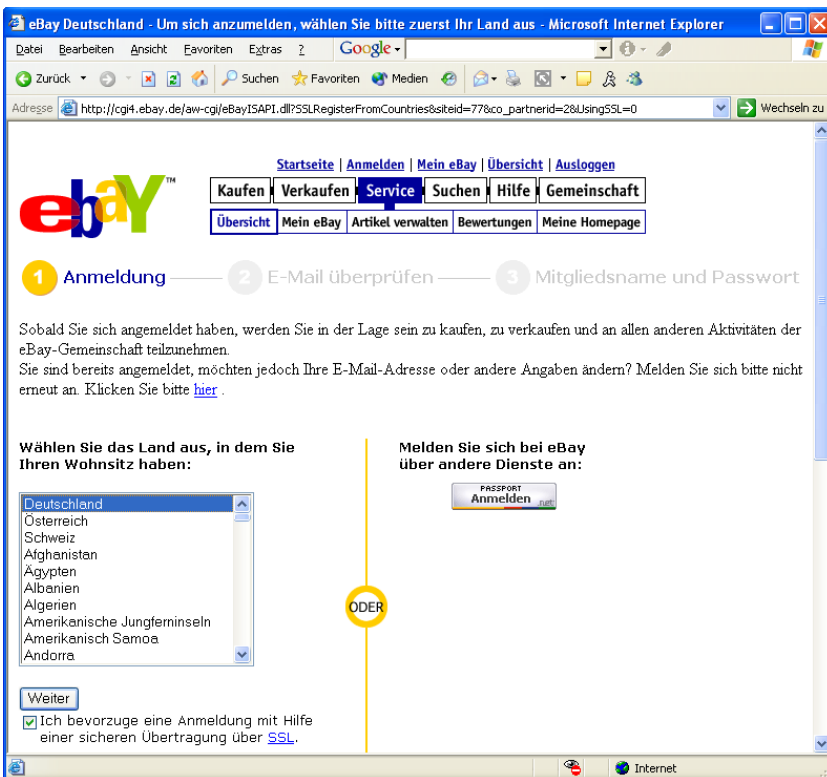 eBay Deutschland - Um sich anzumelden, wählen Sie bitte zuerst Ihr Land aus - Microsoft Internet Explorer
Datei Bearbeiten Ansicht Favoriten Extras ? Google
Zurück Suchen Favoriten Medien
Adresse http://cgi4.ebay.de/aw-cgi/eBayISAPI.dll?SSLRegisterFromCountries&siteid=77&co_partnerid=2&UsingSSL=0 Wechseln zu
Startseite | Anmelden | Mein eBay | Übersicht | Ausloggen
ebaY™
Kaufen Verkaufen Service Suchen Hilfe Gemeinschaft
Übersicht Mein eBay Artikel verwalten Bewertungen Meine Homepage
1 Anmeldung 2 E-Mail überprüfen 3 Mitgliedsname und Passwort
Sobald Sie sich angemeldet haben, werden Sie in der Lage sein zu kaufen, zu verkaufen und an allen anderen Aktivitäten der
eBay-Gemeinschaft teilzunehmen.
Sie sind bereits angemeldet, möchten jedoch Ihre E-Mail-Adresse oder andere Angaben ändern? Melden Sie sich bitte nicht
erneut an. Klicken Sie bitte hier .
Wählen Sie das Land aus, in dem Sie
Ihren Wohnsitz haben:
Deutschland
Österreich
Schweiz
Afghanistan
Ägypten
Albanien
Algerien
Amerikanische Jungferninseln
Amerikanisch Samoa
Andorra
Weiter
Ich bevorzuge eine Anmeldung mit Hilfe
einer sicheren Übertragung über SSL.
ODER
Melden Sie sich bei eBay
über andere Dienste an:
PASSPORT
Anmelden
.net
Internet